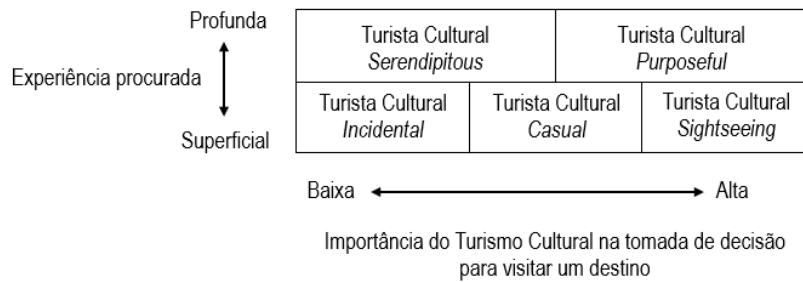 Profunda
Experiência procurada
Superficial
Turista Cultural
Serendipitous
Turista Cultural
Purposeful
Turista Cultural
Incidental
Turista Cultural
Casual
Turista Cultural
Sightseeing
Baixa
Alta
Importância do Turismo Cultural na tomada de decisão
para visitar um destino